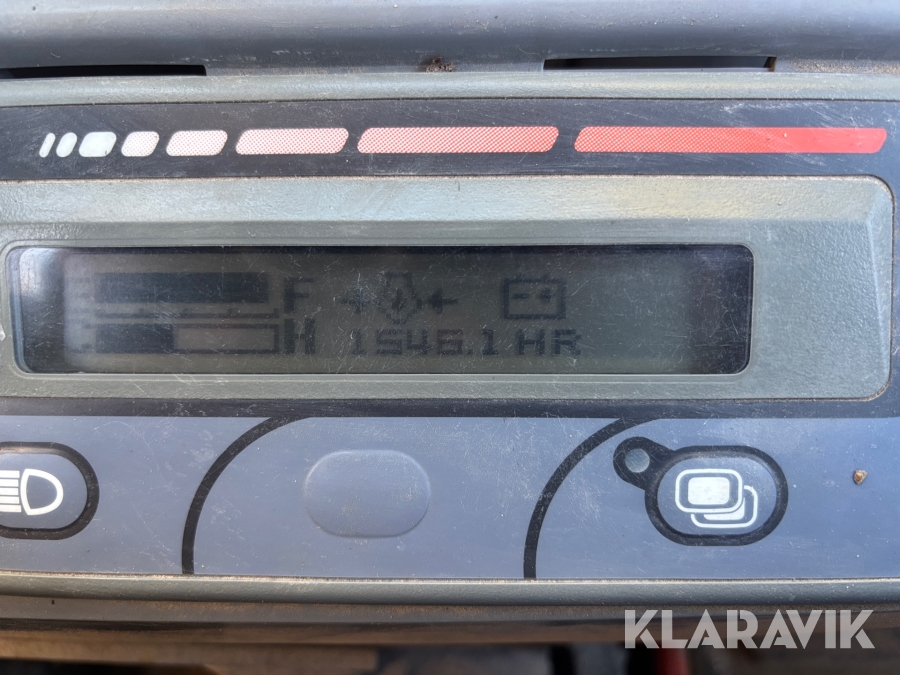 F
H
1546.1 HR
KLARAVIK